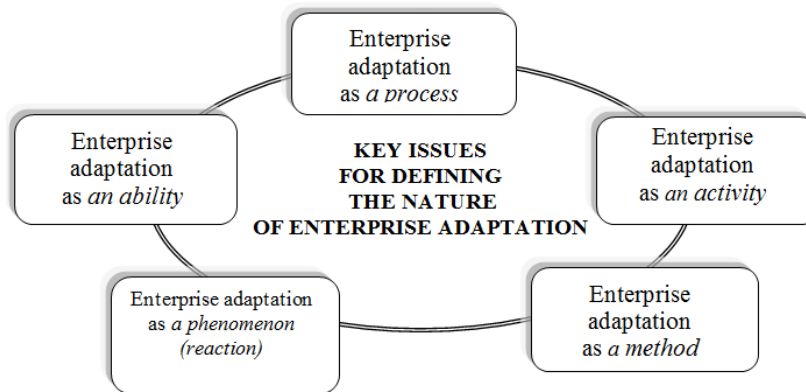 Enterprise
adaptation
as a process
Enterprise
adaptation
as an ability
KEY ISSUES
FOR DEFINING
THE NATURE
OF ENTERPRISE ADAPTATION
Enterprise
adaptation
as an activity
Enterprise adaptation
as a phenomenon
(reaction)
Enterprise
adaptation
as a method